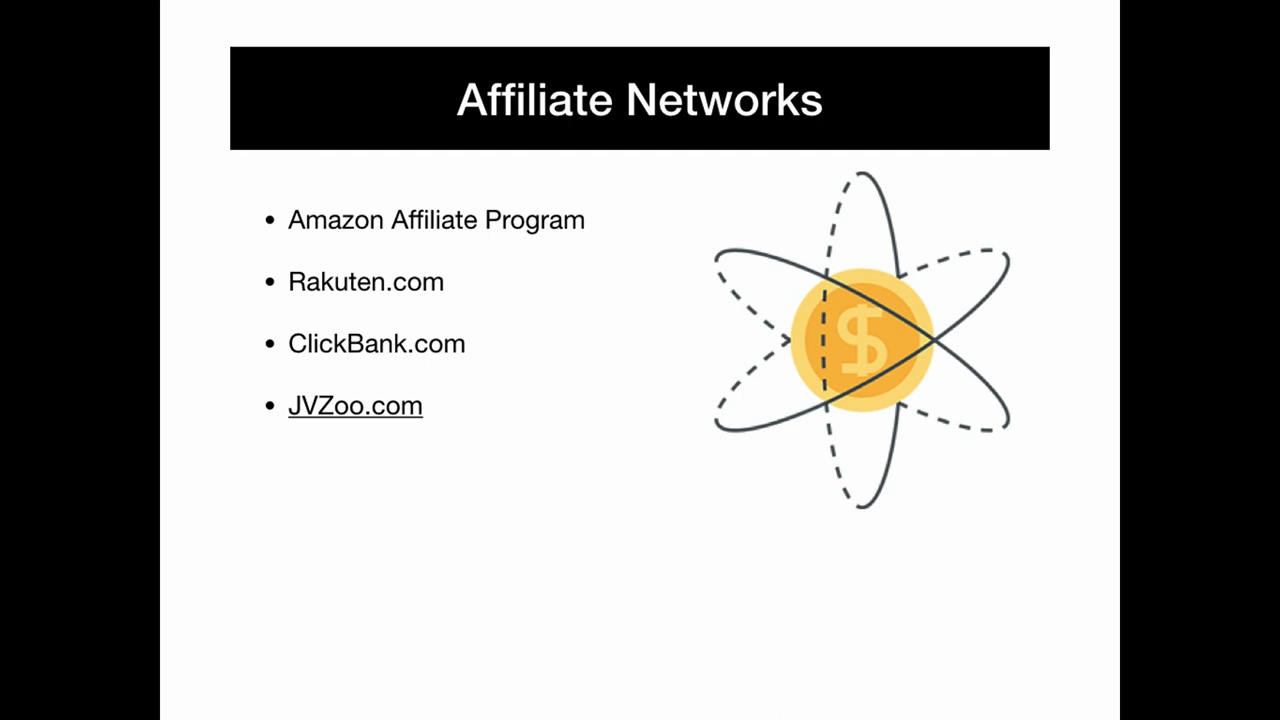 Affiliate Networks
• Amazon Affiliate Program
• Rakuten.com
• ClickBank.com
• JVZoo.com
$